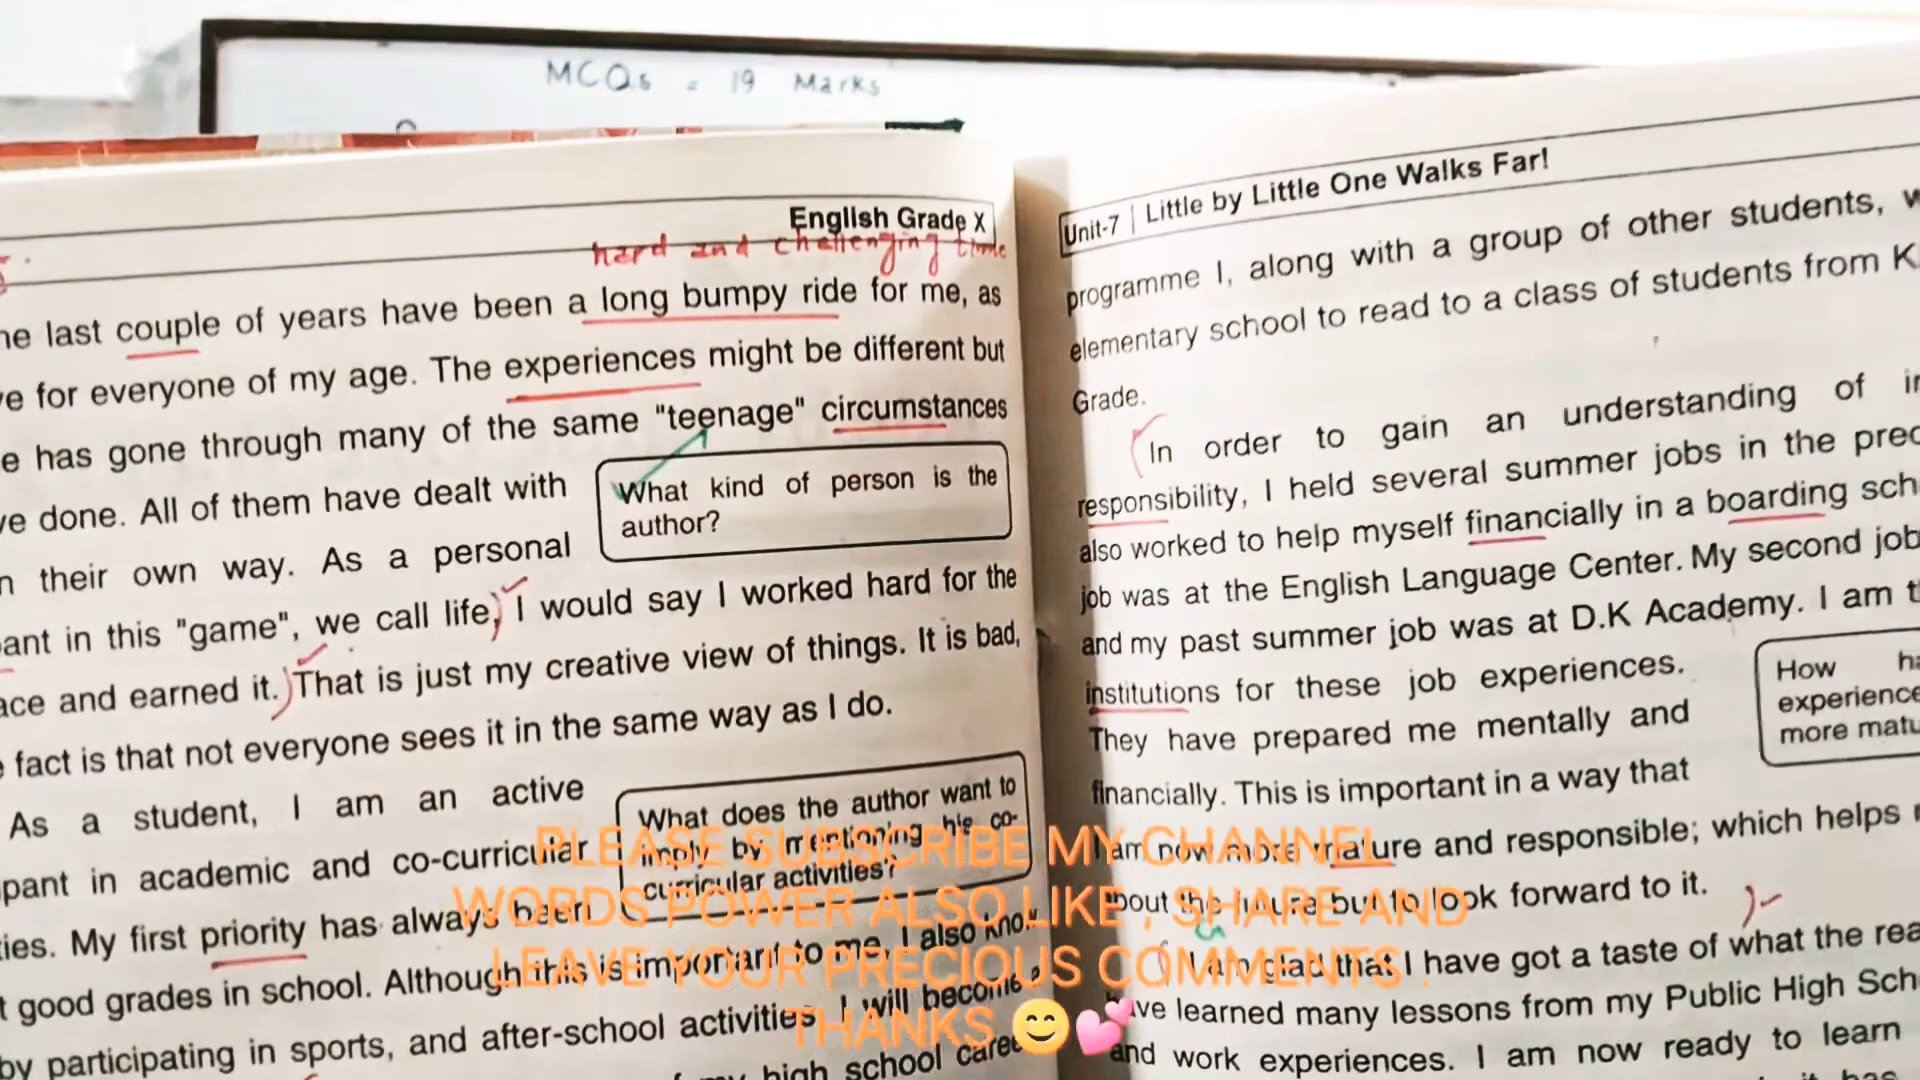 MCQs = 19 Marks
English Grade X
hard and challenging time
last couple of years have been a long bumpy ride for me, as
for everyone of my age. The experiences might be different but
has gone through many of the same "teenage" circumstances
done. All of them have dealt with
their own way. As a personal
in this "game", we call life, I would say I worked hard for the
and earned it. That is just my creative view of things. It is bad,
fact is that not everyone sees it in the same way as I do.
What kind of person is the
author?
As a student, I am an active
in academic and co-curricular
My first priority has always been
good grades in school. Although this is important to me, I also
by participating in sports, and after-school activities, I will become
high school
What does the author want to
imply by mentioning his co-
curricular activities?
Unit-7 | Little by Little One Walks Far!
programme I, along with a group of other students,
elementary school to read to a class of students from
Grade.
In order to gain an understanding of
responsibility, I held several summer jobs in the
also worked to help myself financially in a boarding
job was at the English Language Center. My second job
and my past summer job was at D.K Academy. I am
institutions for these job experiences.
They have prepared me mentally and
financially. This is important in a way that
I am now more mature and responsible; which helps
about the future but to look forward to it.
How
more
I am glad that I have got a taste of what the
learned many lessons from my Public High
and work experiences. I am now ready to learn
PLEASE SUBSCRIBE MY CHANNEL
WORDS POWER ALSO LIKE , SHARE AND
LEAVE YOUR PRECIOUS COMMENTS .
THANKS 😊💕